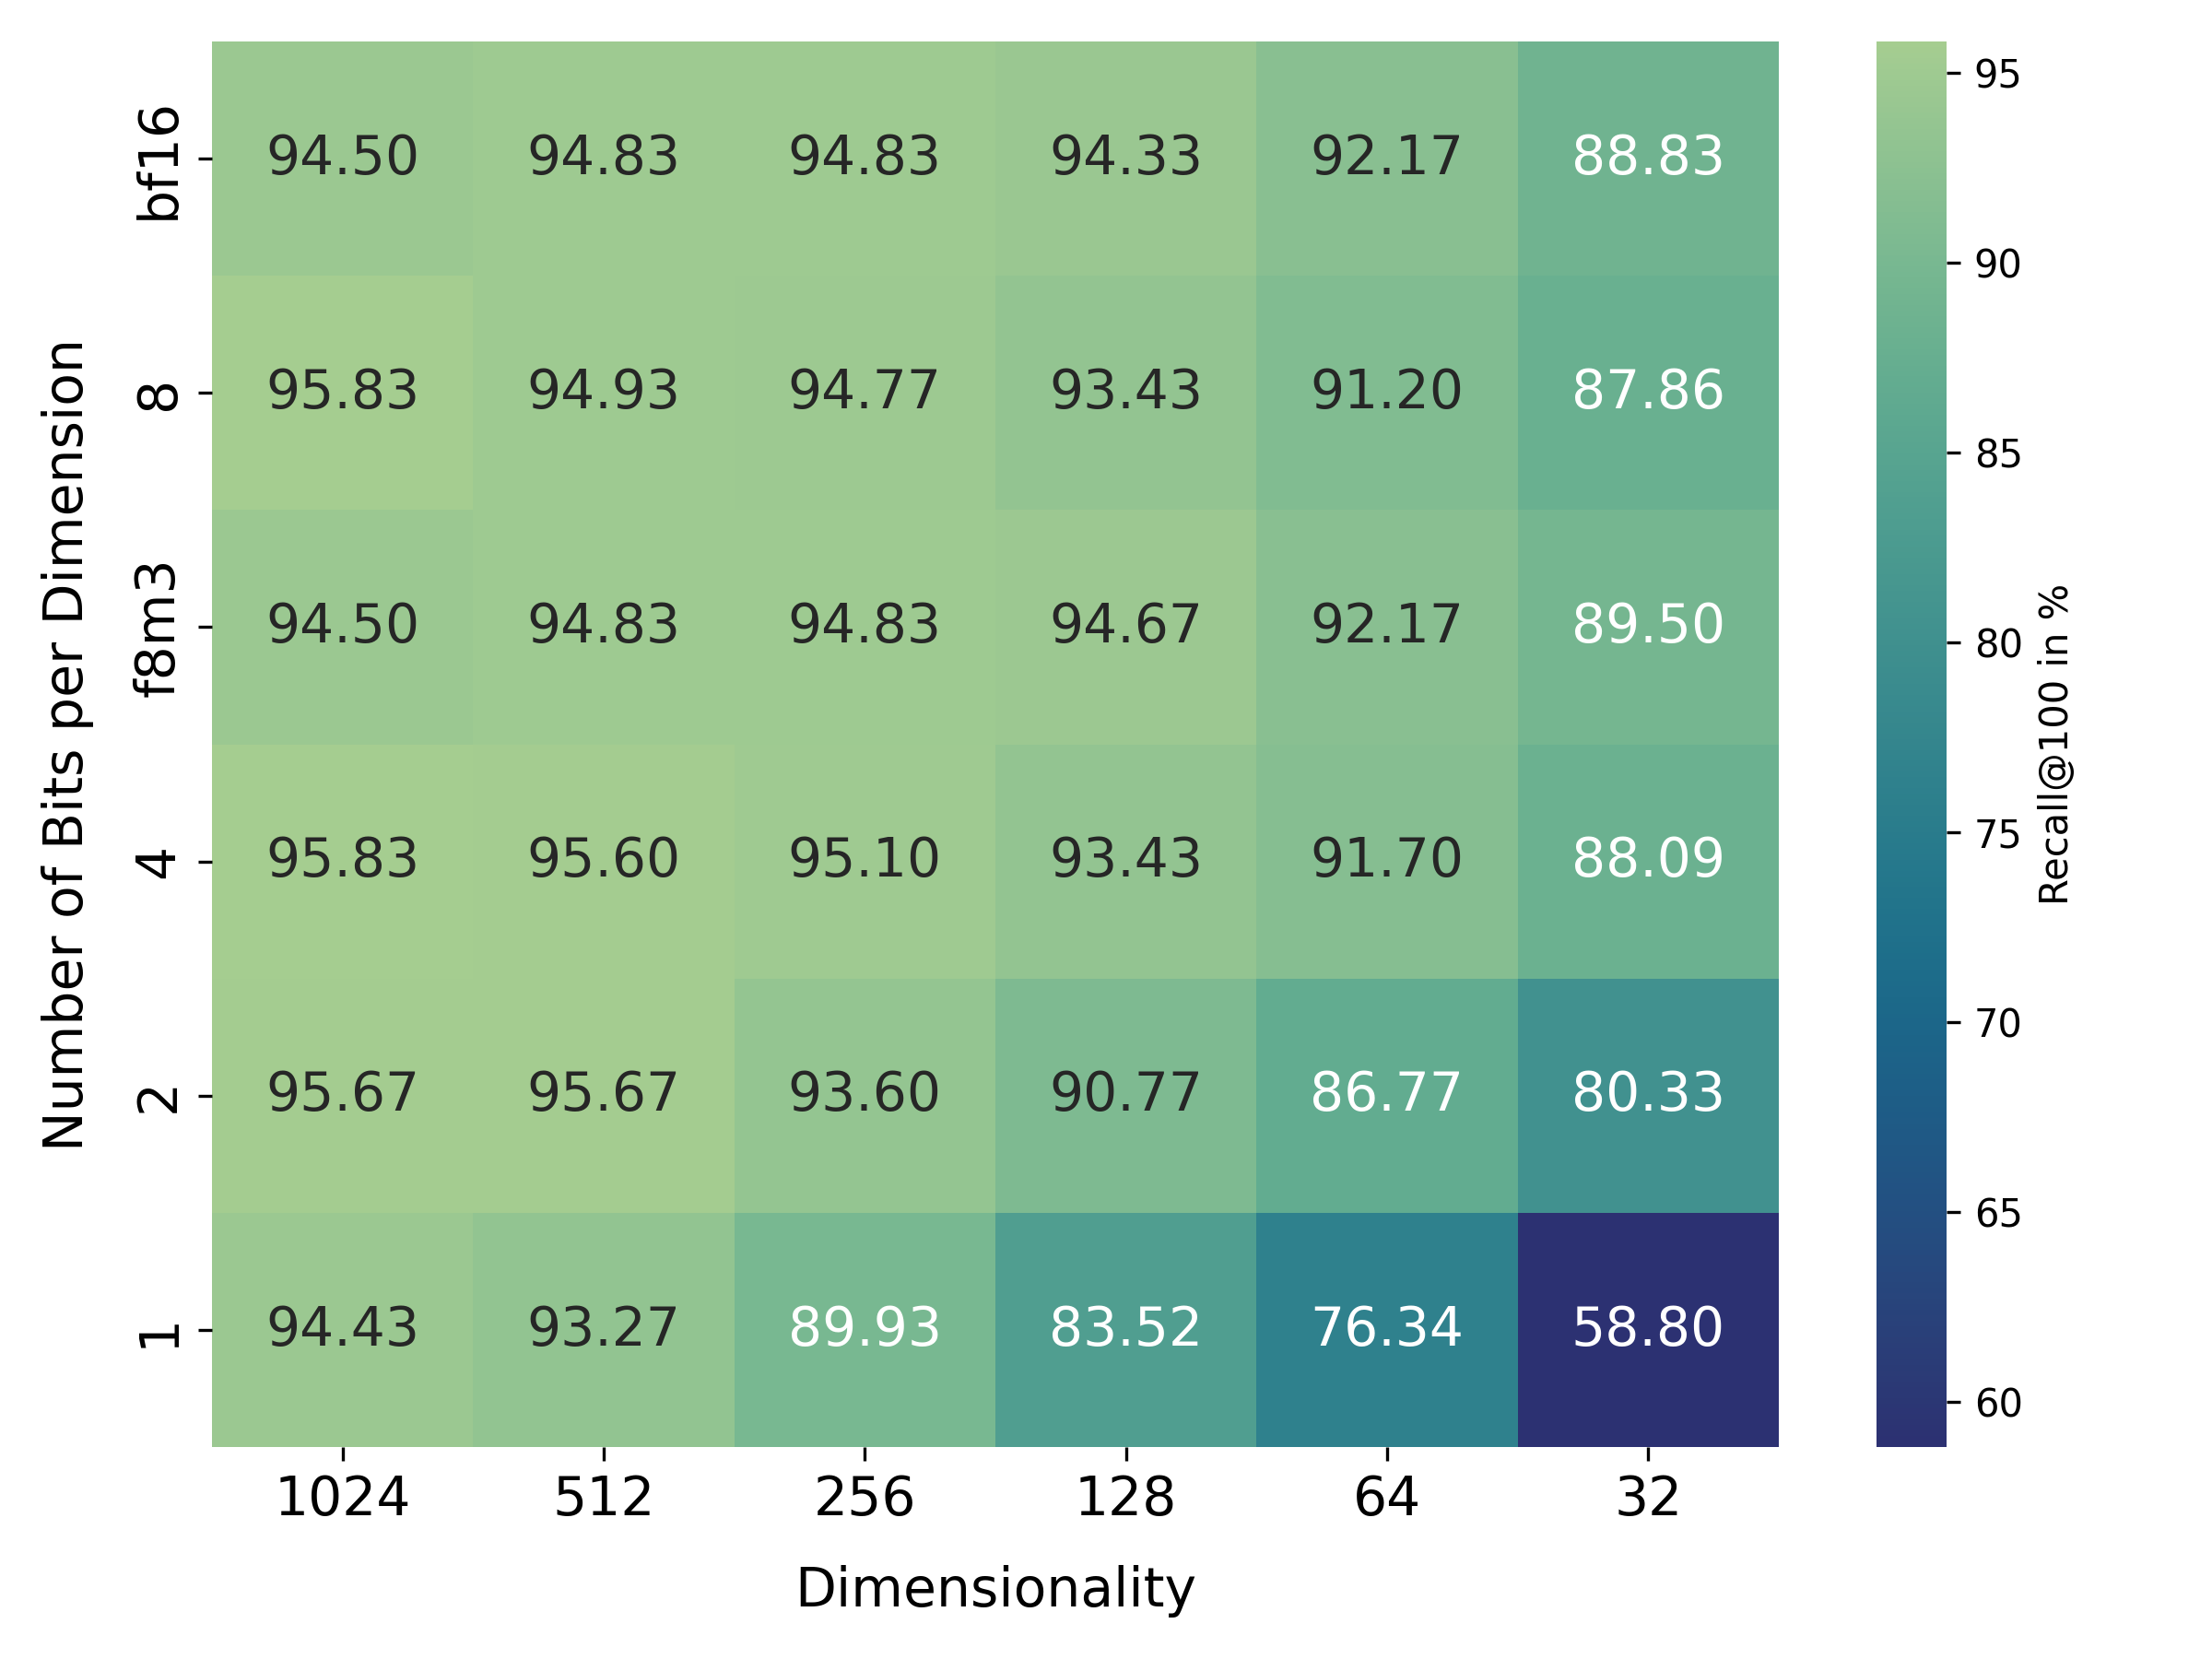 Number of Bits per Dimension
bf16 94.50 94.83 94.83 94.33 92.17 88.83
8 95.83 94.93 94.77 93.43 91.20 87.86
f8m3 94.50 94.83 94.83 94.67 92.17 89.50
4 95.83 95.60 95.10 93.43 91.70 88.09
2 95.67 95.67 93.60 90.77 86.77 80.33
1 94.43 93.27 89.93 83.52 76.34 58.80
1024 512 256 128 64 32
Dimensionality
95
90
85
80
75
70
65
60
Recall@100 in %